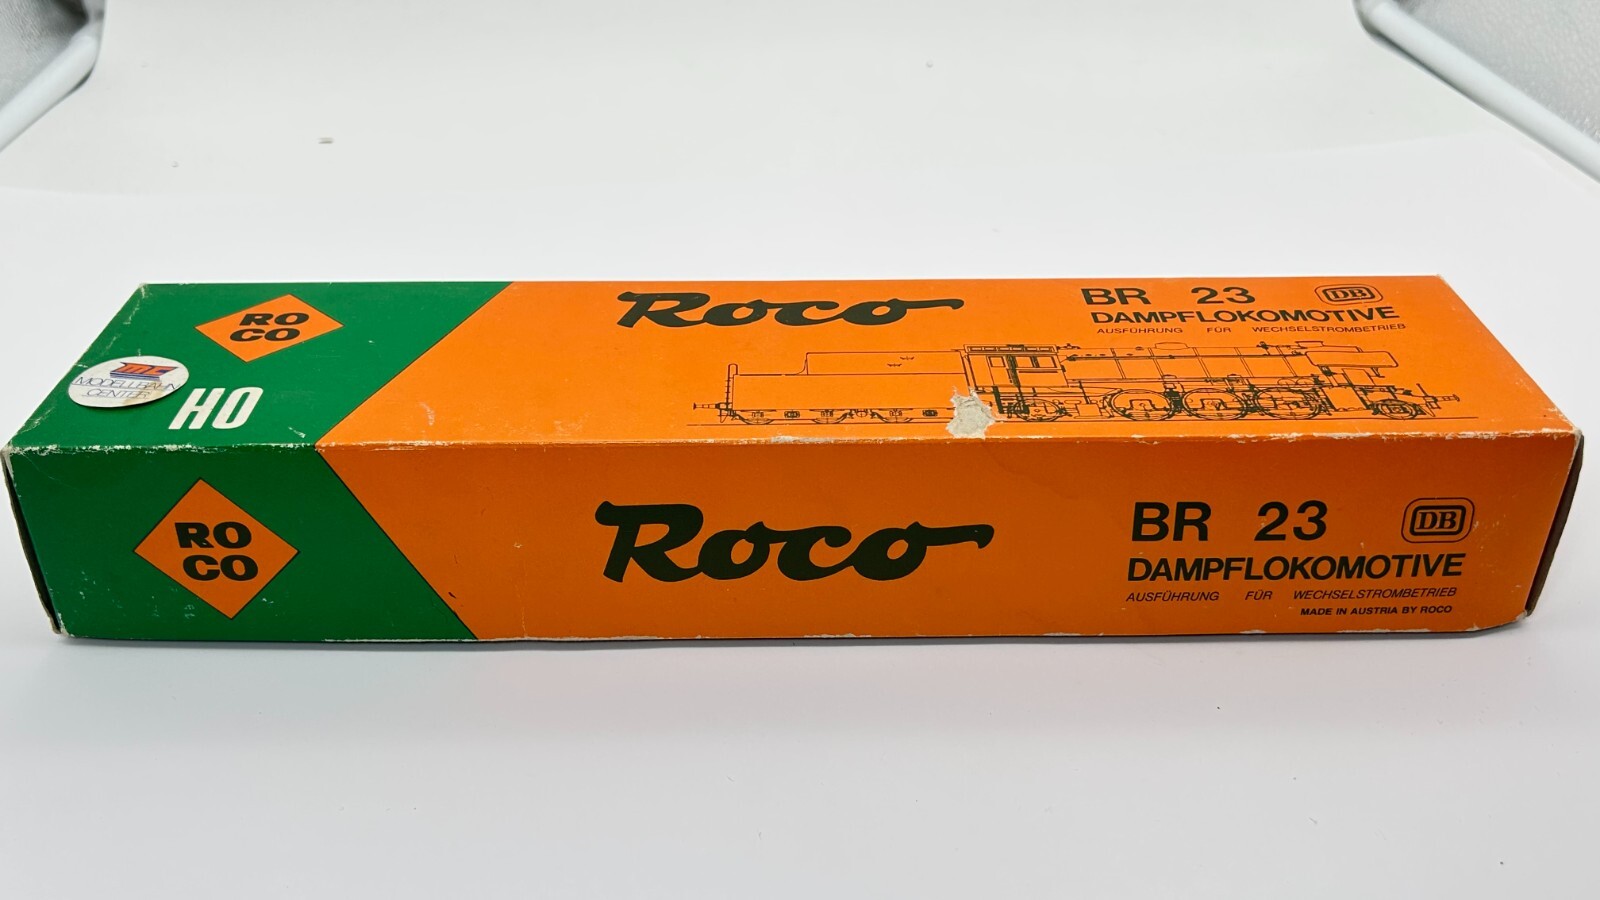 RO
CO
Roco
BR 23 DB
DAMPFLOKOMOTIVE
AUSFÜHRUNG FÜR WECHSELSTROMBETRIEB
MC
MODELLBAHN
CENTER
HO
RO
CO
Roco
BR 23 DB
DAMPFLOKOMOTIVE
AUSFÜHRUNG FÜR WECHSELSTROMBETRIEB
MADE IN AUSTRIA BY ROCO